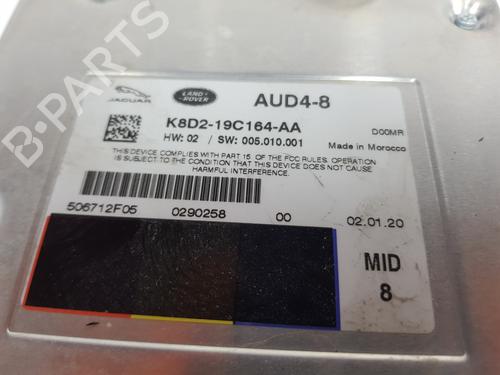 B-PARTS
JAGUAR
LAND ROVER
AUD4-8
K8D2-19C164-AA
D00MR
HW: 02 / SW: 005.010.001
Made in Morocco
THIS DEVICE COMPLIES WITH PART 15 OF THE FCC RULES. OPERATION
IS SUBJECT TO THE CONDITION THAT THIS DEVICE DOES NOT CAUSE
HARMFUL INTERFERENCE.
506712F05 0290258 00 02.01.20
MID
8